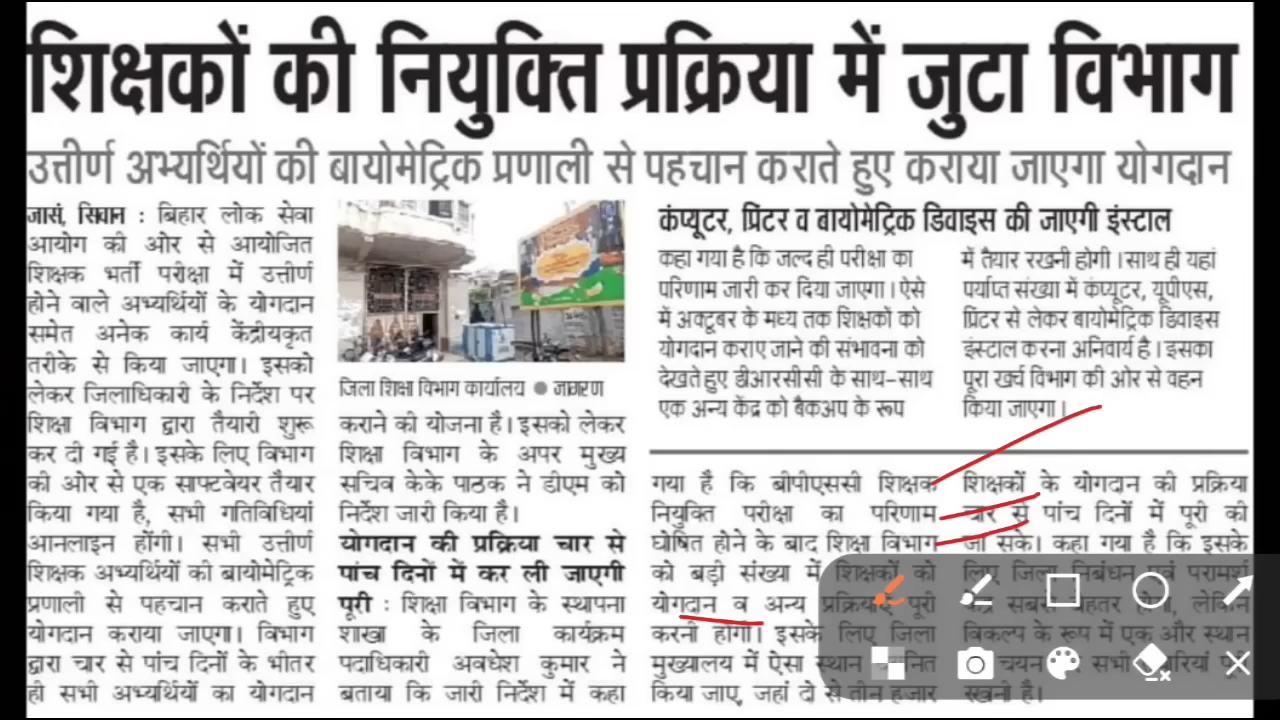 शिक्षकों की नियुक्ति प्रक्रिया में जुटा विभाग
उत्तीर्ण अभ्यर्थियों की बायोमेट्रिक प्रणाली से पहचान कराते हुए कराया जाएगा योगदान
जासं, सिवान : बिहार लोक सेवा
आयोग की ओर से आयोजित
शिक्षक भर्ती परीक्षा में उत्तीर्ण
होने वाले अभ्यर्थियों के योगदान
समेत अनेक कार्य केंद्रीयकृत
तरीके से किया जाएगा। इसको
लेकर जिलाधिकारी के निर्देश पर
शिक्षा विभाग द्वारा तैयारी शुरू
कर दी गई है। इसके लिए विभाग
की ओर से एक साफ्टवेयर तैयार
किया गया है, सभी गतिविधियां
आनलाइन होंगी। सभी उत्तीर्ण
शिक्षक अभ्यर्थियों की बायोमेट्रिक
प्रणाली से पहचान कराते हुए
योगदान कराया जाएगा। विभाग
द्वारा चार से पांच दिनों के भीतर
ही सभी अभ्यर्थियों का योगदान
जिला शिक्षा विभाग कार्यालय ● जागरण
कराने की योजना है। इसको लेकर
शिक्षा विभाग के अपर मुख्य
सचिव केके पाठक ने डीएम को
निर्देश जारी किया है।
योगदान की प्रक्रिया चार से
पांच दिनों में कर ली जाएगी
पूरी : शिक्षा विभाग के स्थापना
शाखा के जिला कार्यक्रम
पदाधिकारी अवधेश कुमार ने
बताया कि जारी निर्देश में कहा
कंप्यूटर, प्रिंटर व बायोमेट्रिक डिवाइस की जाएगी इंस्टाल
कहा गया है कि जल्द ही परीक्षा का
परिणाम जारी कर दिया जाएगा। ऐसे
में अक्टूबर के मध्य तक शिक्षकों को
योगदान कराए जाने की संभावना को
देखते हुए डीआरसीसी के साथ-साथ
एक अन्य केंद्र को बैकअप के रूप
में तैयार रखनी होगी। साथ ही यहां
पर्याप्त संख्या में कंप्यूटर, यूपीएस,
प्रिंटर से लेकर बायोमेट्रिक डिवाइस
इंस्टाल करना अनिवार्य है। इसका
पूरा खर्च विभाग की ओर से वहन
किया जाएगा।
गया है कि बीपीएससी शिक्षक
नियुक्ति परीक्षा का परिणाम
घोषित होने के बाद शिक्षा विभाग
को बड़ी संख्या में शिक्षकों को
योगदान व अन्य प्रक्रियाएं पूरी
करनी होगी। इसके लिए जिला
मुख्यालय में ऐसा स्थान
किया जाए, जहां दो से तीन हजार
शिक्षकों के योगदान की प्रक्रिया
चार से पांच दिनों में पूरी की
जा सके। कहा गया है कि इसके
लिए जिला निबंधन एवं परामर्श
विकल्प के रूप में एक और स्थान
चयन सभी पूरी
रखनी है।